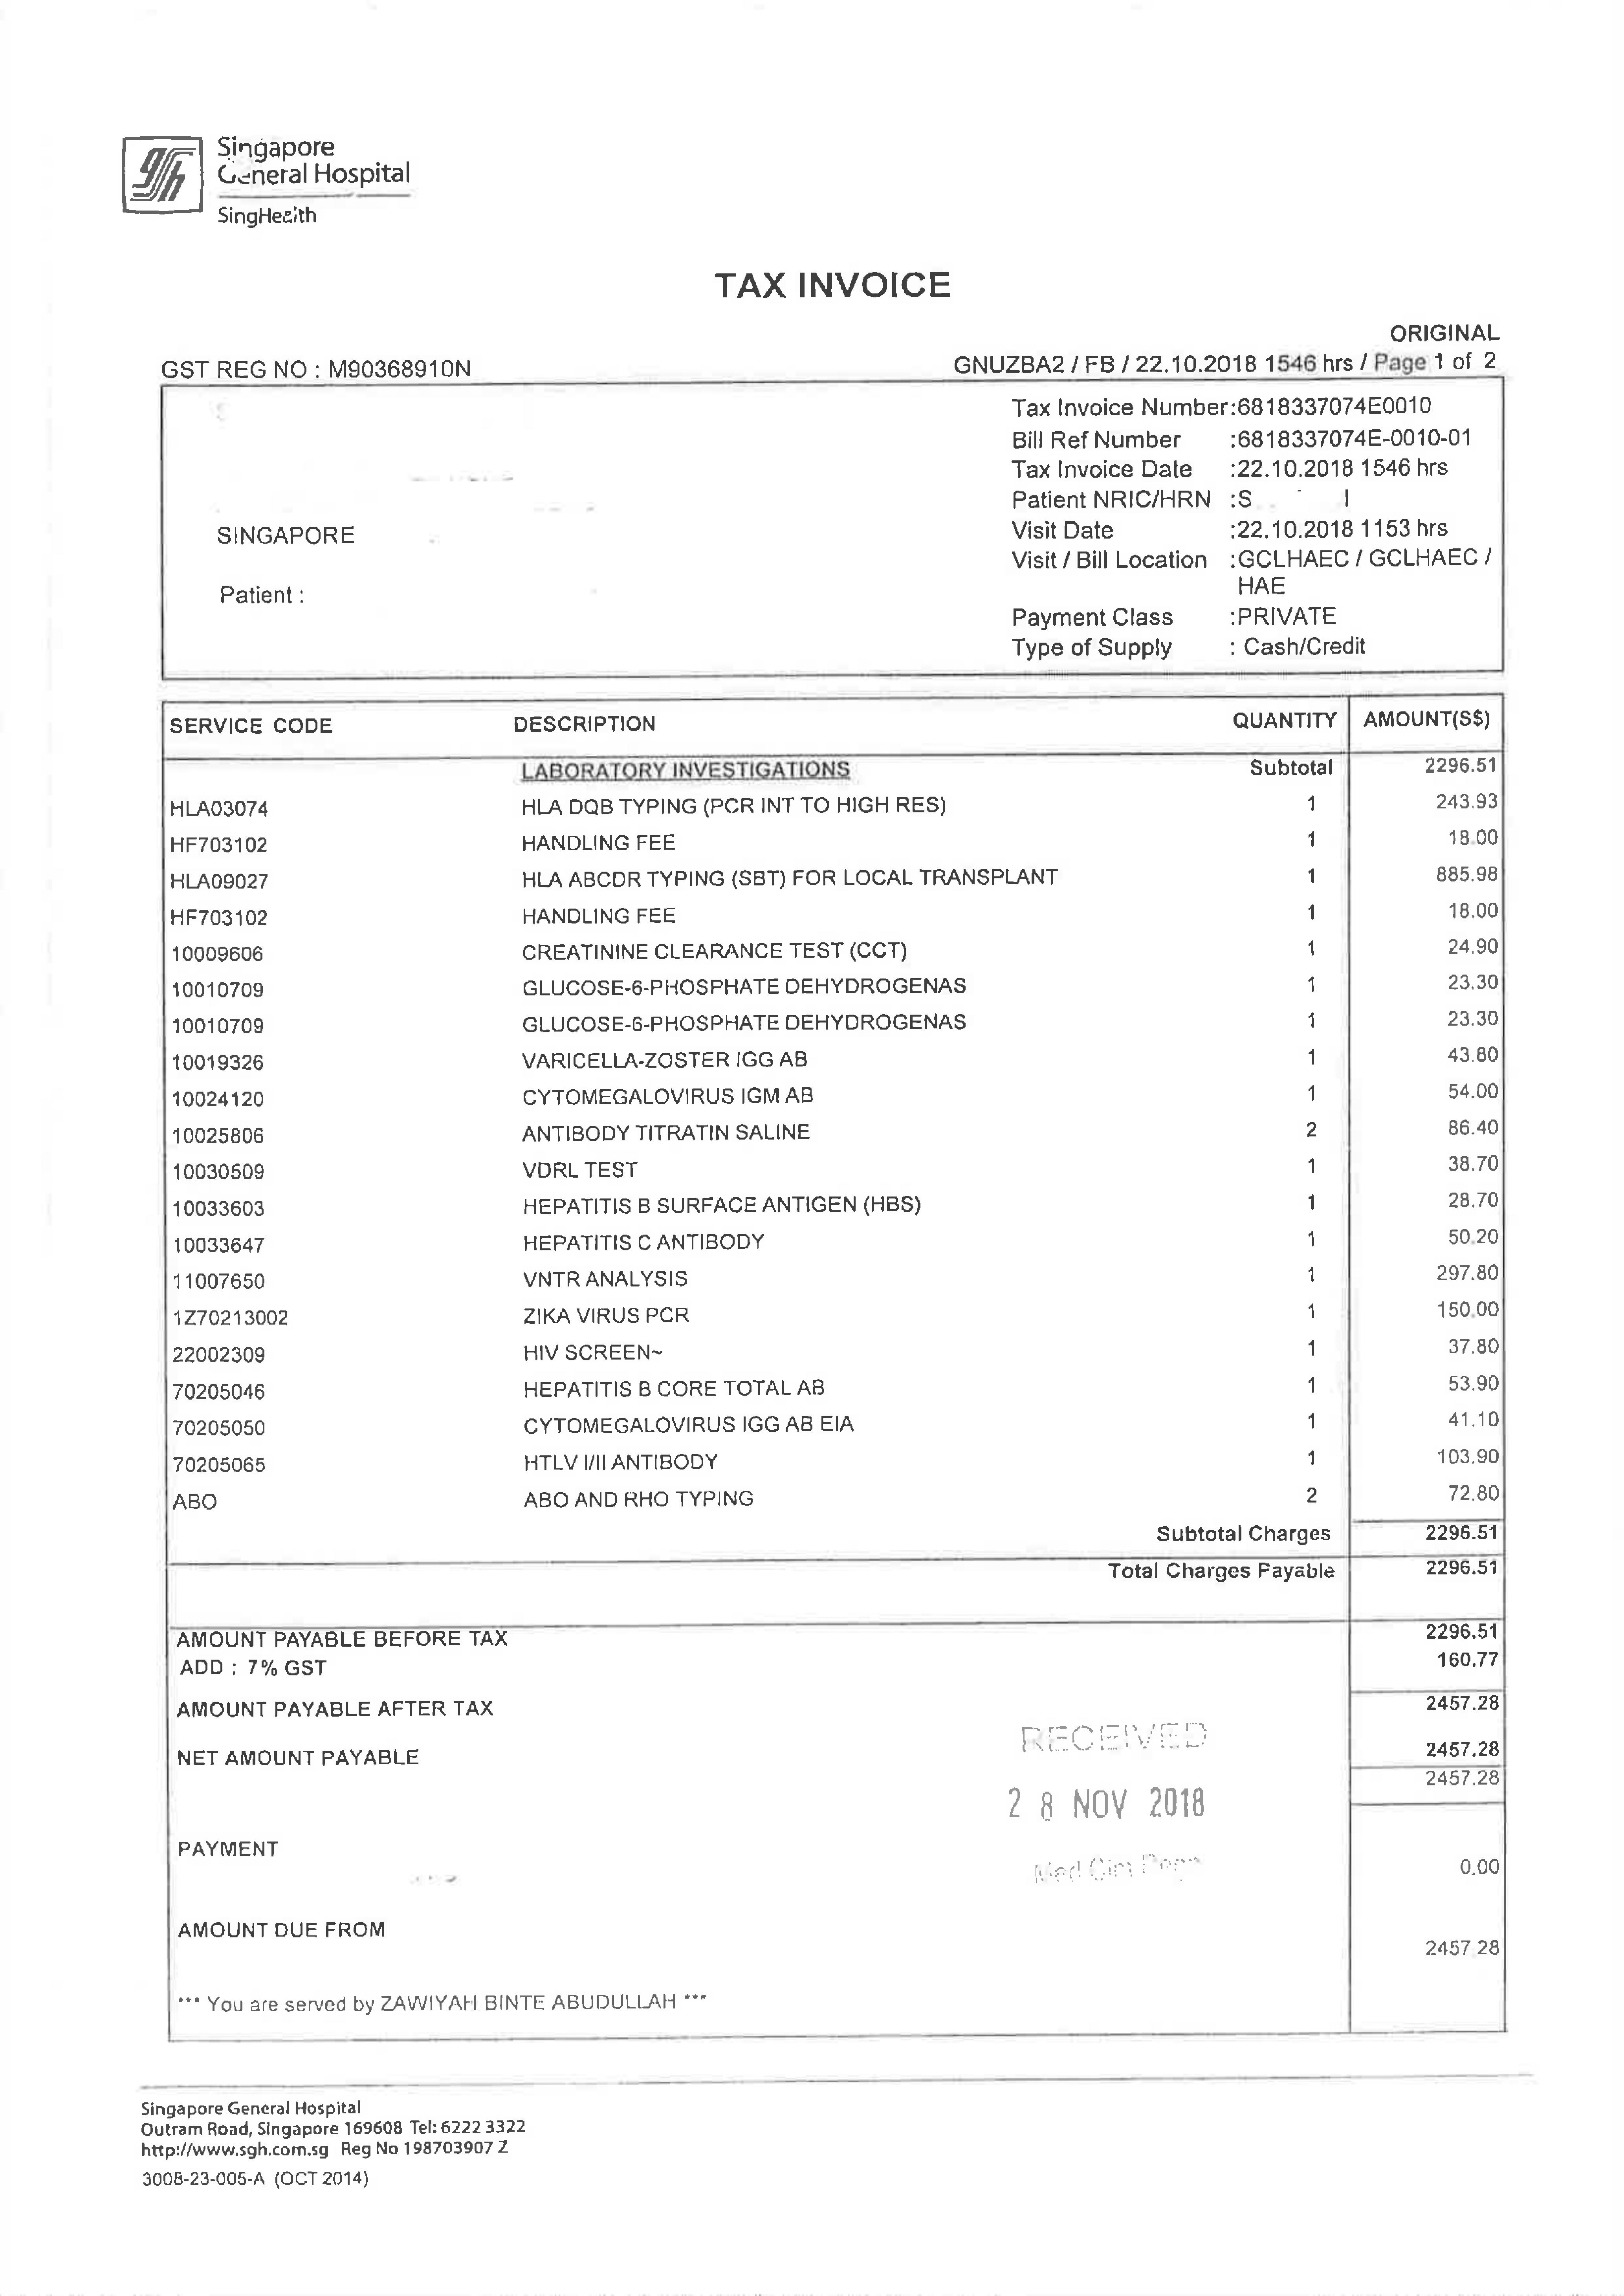 Singapore
General Hospital
SingHealth
TAX INVOICE
ORIGINAL
GST REG NO : M90368910N
GNUZBA2 / FB / 22.10.2018 1546 hrs / Page 1 of 2
Tax Invoice Number:6818337074E0010
Bill Ref Number :6818337074E-0010-01
Tax Invoice Date :22.10.2018 1546 hrs
Patient NRIC/HRN :S I
SINGAPORE
Visit Date :22.10.2018 1153 hrs
Visit / Bill Location :GCLHAEC / GCLHAEC /
HAE
Patient :
Payment Class :PRIVATE
Type of Supply : Cash/Credit
SERVICE CODE DESCRIPTION QUANTITY AMOUNT(S$)
LABORATORY INVESTIGATIONS Subtotal 2296.51
HLA03074 HLA DQB TYPING (PCR INT TO HIGH RES) 1 243.93
HF703102 HANDLING FEE 1 18.00
HLA09027 HLA ABCDR TYPING (SBT) FOR LOCAL TRANSPLANT 1 885.98
HF703102 HANDLING FEE 1 18.00
10009606 CREATININE CLEARANCE TEST (CCT) 1 24.90
10010709 GLUCOSE-6-PHOSPHATE DEHYDROGENAS 1 23.30
10010709 GLUCOSE-6-PHOSPHATE DEHYDROGENAS 1 23.30
10019326 VARICELLA-ZOSTER IGG AB 1 43.80
10024120 CYTOMEGALOVIRUS IGM AB 1 54.00
10025806 ANTIBODY TITRATIN SALINE 2 86.40
10030509 VDRL TEST 1 38.70
10033603 HEPATITIS B SURFACE ANTIGEN (HBS) 1 28.70
10033647 HEPATITIS C ANTIBODY 1 50.20
11007650 VNTR ANALYSIS 1 297.80
1Z70213002 ZIKA VIRUS PCR 1 150.00
22002309 HIV SCREEN~ 1 37.80
70205046 HEPATITIS B CORE TOTAL AB 1 53.90
70205050 CYTOMEGALOVIRUS IGG AB EIA 1 41.10
70205065 HTLV I/II ANTIBODY 1 103.90
ABO ABO AND RHO TYPING 2 72.80
Subtotal Charges 2296.51
Total Charges Payable 2296.51
AMOUNT PAYABLE BEFORE TAX 2296.51
ADD : 7% GST 160.77
AMOUNT PAYABLE AFTER TAX 2457.28
RECEIVED
NET AMOUNT PAYABLE 2457.28
2457.28
2 8 NOV 2018
PAYMENT
0.00
AMOUNT DUE FROM
2457.28
*** You are served by ZAWIYAH BINTE ABUDULLAH ***
Singapore General Hospital
Outram Road, Singapore 169608 Tel: 6222 3322
http://www.sgh.com.sg Reg No 198703907 Z
3008-23-005-A (OCT 2014)